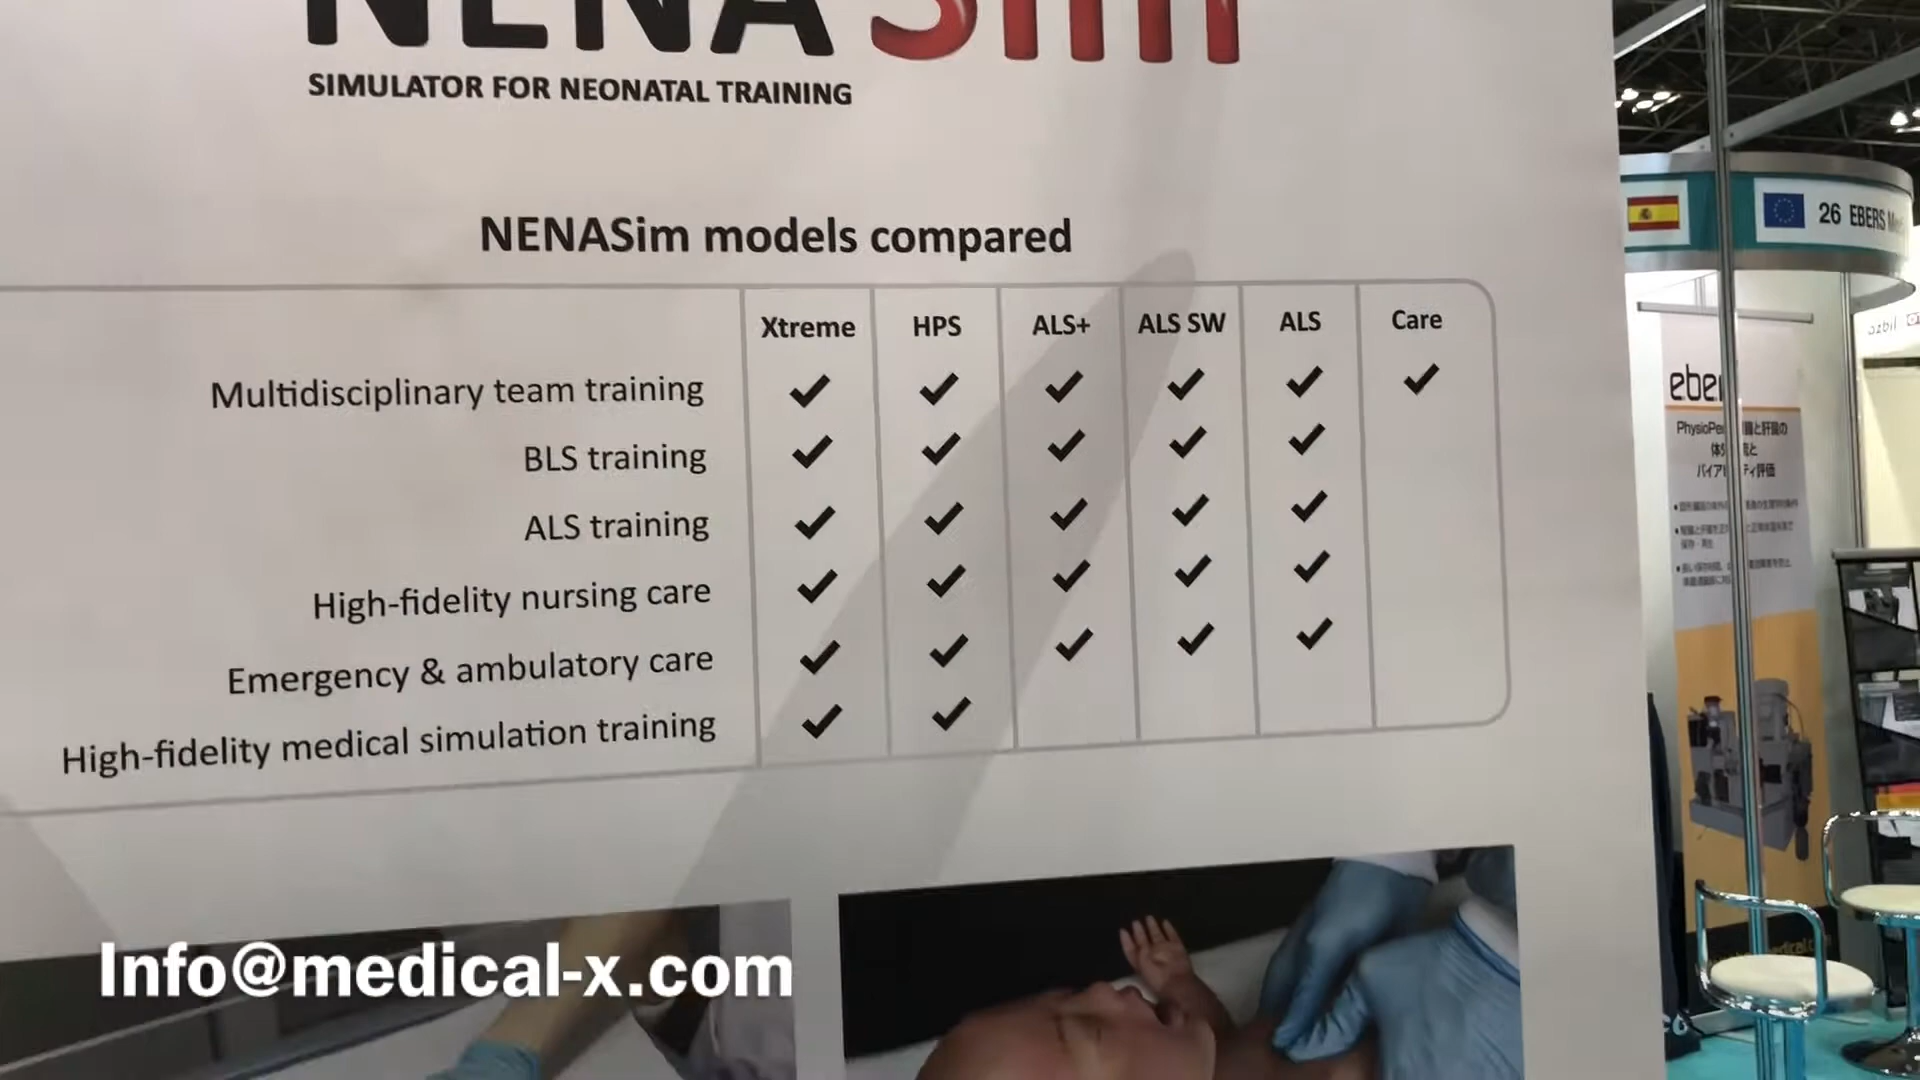 NENASim
SIMULATOR FOR NEONATAL TRAINING
NENASim models compared
Xtreme HPS ALS+ ALS SW ALS Care
Multidisciplinary team training ✔ ✔ ✔ ✔ ✔ ✔
BLS training ✔ ✔ ✔ ✔ ✔
ALS training ✔ ✔ ✔ ✔ ✔
High-fidelity nursing care ✔ ✔ ✔ ✔ ✔
Emergency & ambulatory care ✔ ✔ ✔ ✔ ✔
High-fidelity medical simulation training ✔ ✔
Info@medical-x.com
26 EBERS